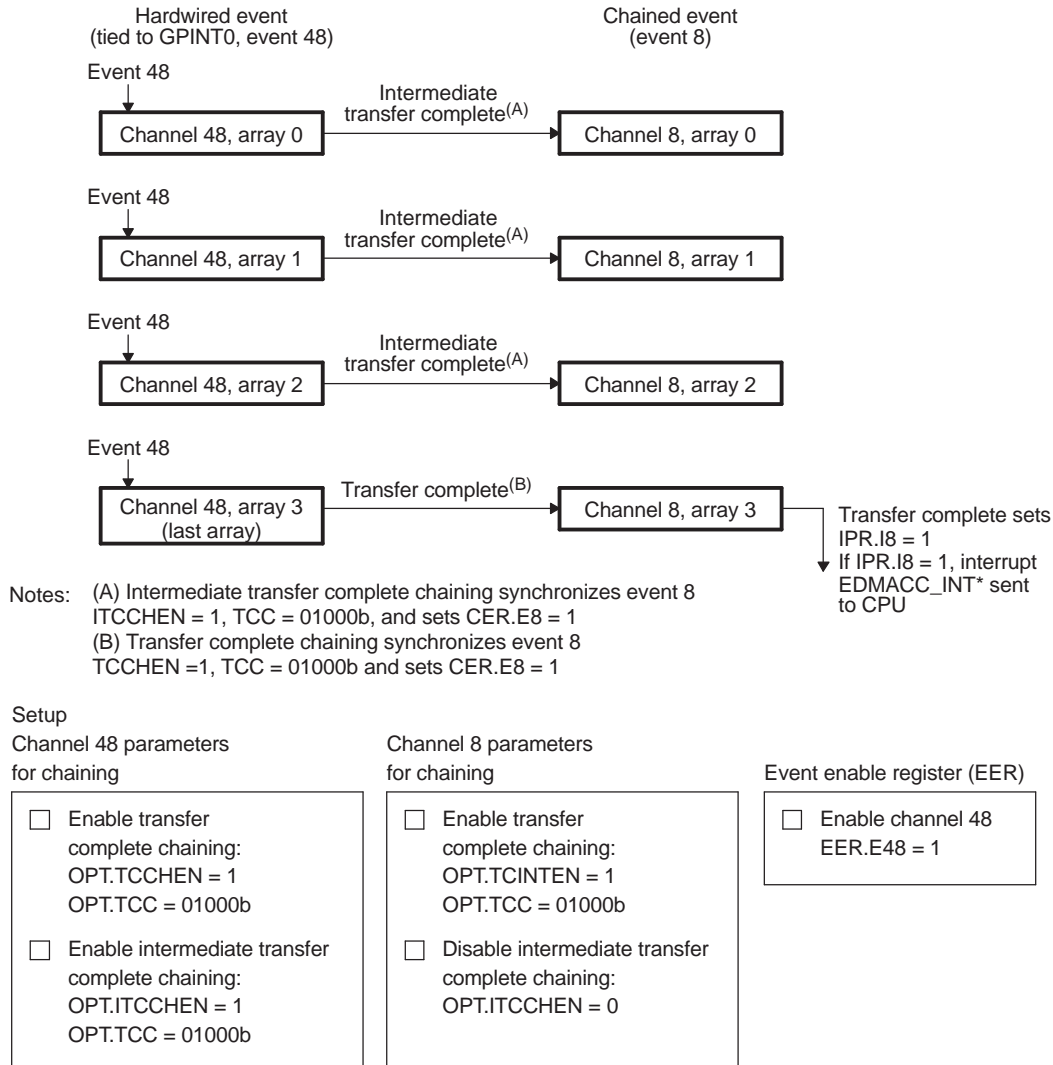 Hardwired event
(tied to GPINT0, event 48)
Chained event
(event 8)
Event 48
Channel 48, array 0
Intermediate
transfer complete(A)
Channel 8, array 0
Event 48
Channel 48, array 1
Intermediate
transfer complete(A)
Channel 8, array 1
Event 48
Channel 48, array 2
Intermediate
transfer complete(A)
Channel 8, array 2
Event 48
Channel 48, array 3
(last array)
Transfer complete(B)
Channel 8, array 3
Transfer complete sets
IPR.I8 = 1
If IPR.I8 = 1, interrupt
EDMACC_INT* sent
to CPU
Notes: (A) Intermediate transfer complete chaining synchronizes event 8
ITCCHEN = 1, TCC = 01000b, and sets CER.E8 = 1
(B) Transfer complete chaining synchronizes event 8
TCCHEN =1, TCC = 01000b and sets CER.E8 = 1
Setup
Channel 48 parameters
for chaining
Enable transfer
complete chaining:
OPT.TCCHEN = 1
OPT.TCC = 01000b
Enable intermediate transfer
complete chaining:
OPT.ITCCHEN = 1
OPT.TCC = 01000b
Channel 8 parameters
for chaining
Enable transfer
complete chaining:
OPT.TCINTEN = 1
OPT.TCC = 01000b
Disable intermediate transfer
complete chaining:
OPT.ITCCHEN = 0
Event enable register (EER)
Enable channel 48
EER.E48 = 1